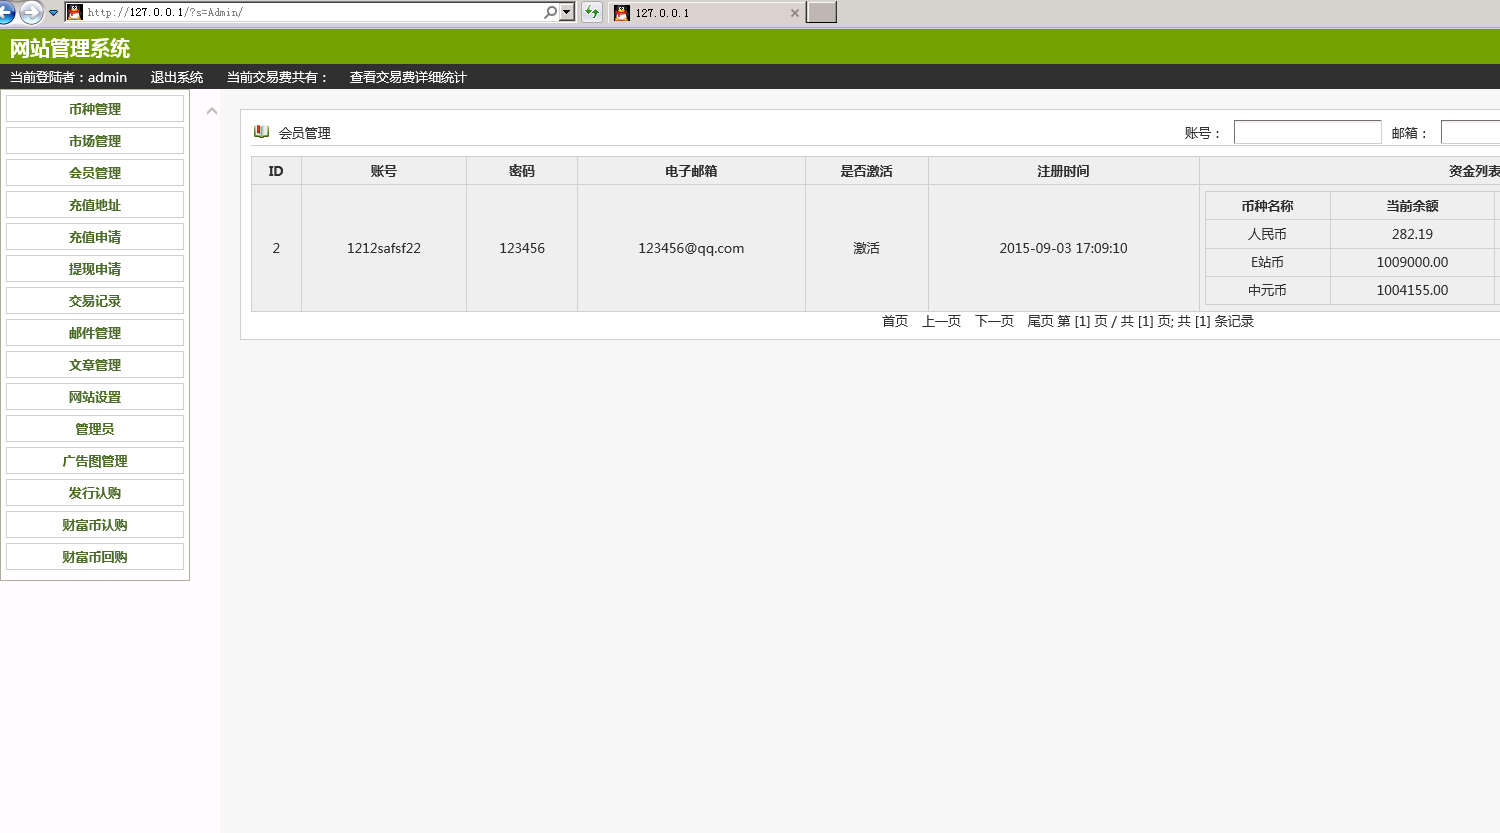 http://127.0.0.1/?s=Admin/
127.0.0.1
网站管理系统
当前登陆者：admin 退出系统 当前交易费共有： 查看交易费详细统计
币种管理
市场管理
会员管理
充值地址
充值申请
提现申请
交易记录
邮件管理
文章管理
网站设置
管理员
广告图管理
发行认购
财富币认购
财富币回购
会员管理 账号： 邮箱：
ID 账号 密码 电子邮箱 是否激活 注册时间 资金列表
币种名称 当前余额
人民币 282.19
2 1212safsf22 123456 123456@qq.com 激活 2015-09-03 17:09:10
E站币 1009000.00
中元币 1004155.00
首页 上一页 下一页 尾页 第 [1] 页 / 共 [1] 页; 共 [1] 条记录